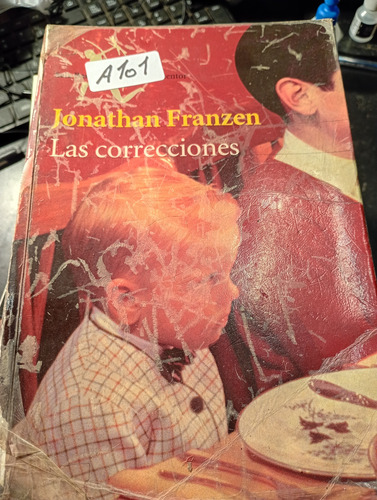 A101
Jonathan Franzen
Las correcciones